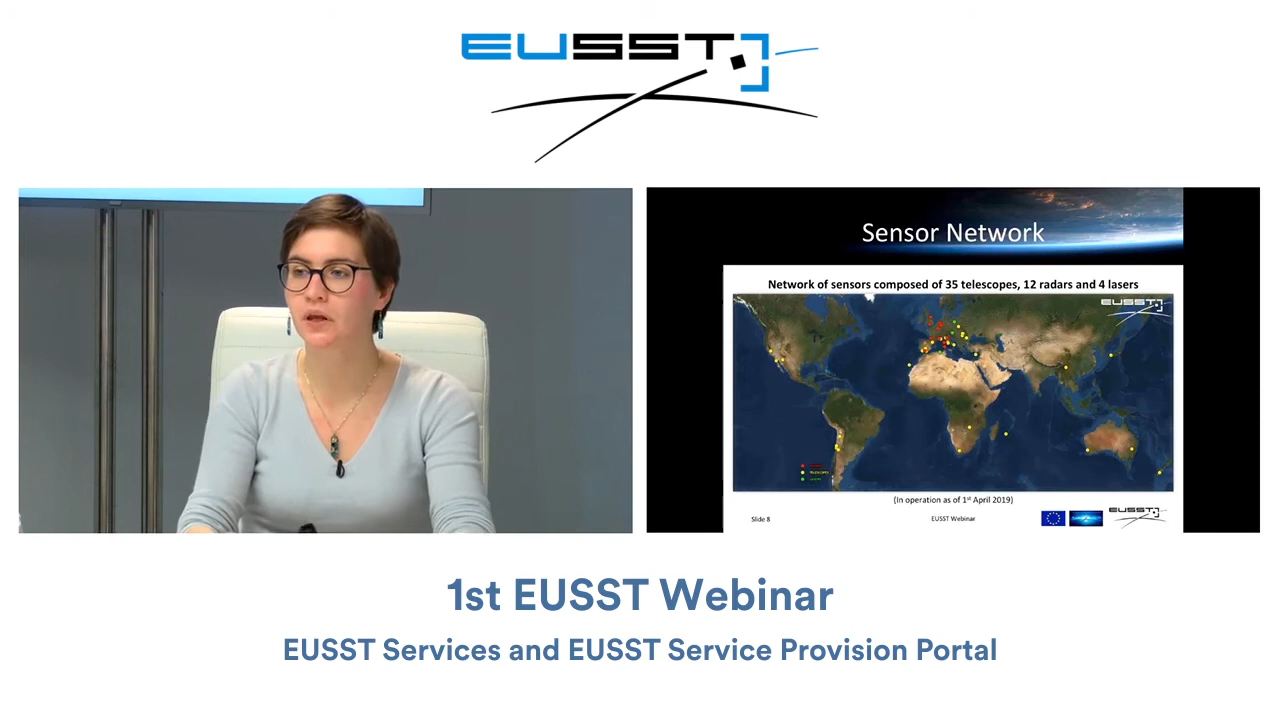 EUSST
Sensor Network
Network of sensors composed of 35 telescopes, 12 radars and 4 lasers
EUSST
(In operation as of 1st April 2019)
Slide 8
EUSST Webinar
EUSST
1st EUSST Webinar
EUSST Services and EUSST Service Provision Portal